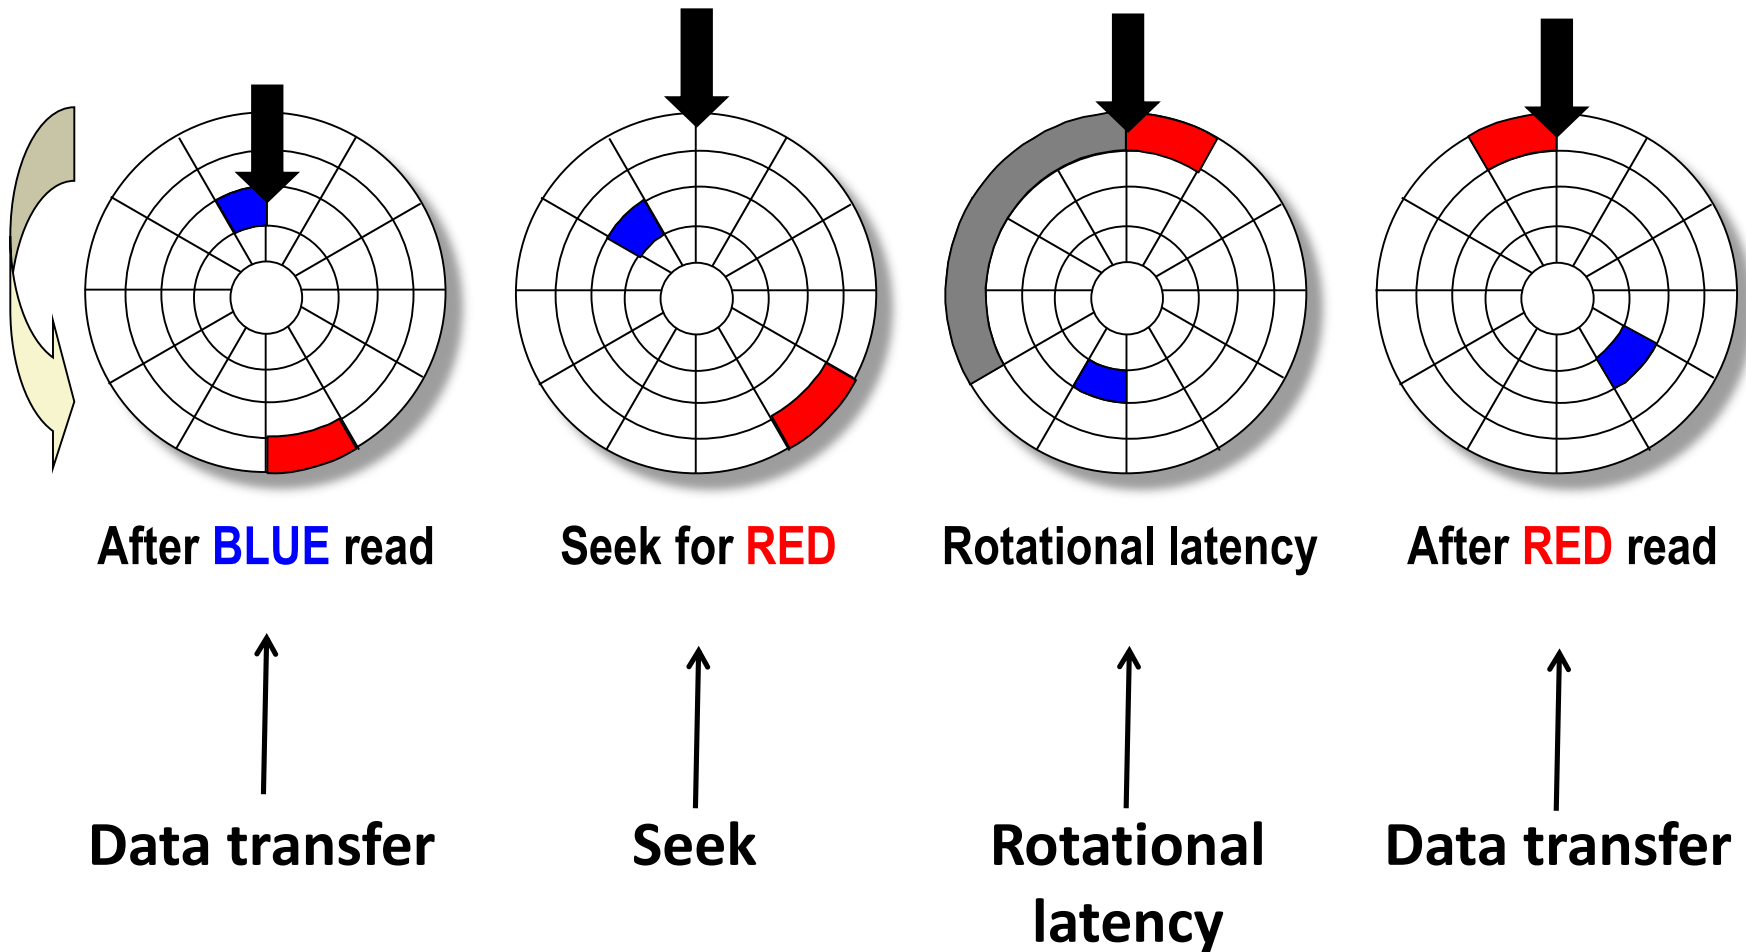 After BLUE read
Seek for RED
Rotational latency
After RED read
Data transfer
Seek
Rotational
latency
Data transfer